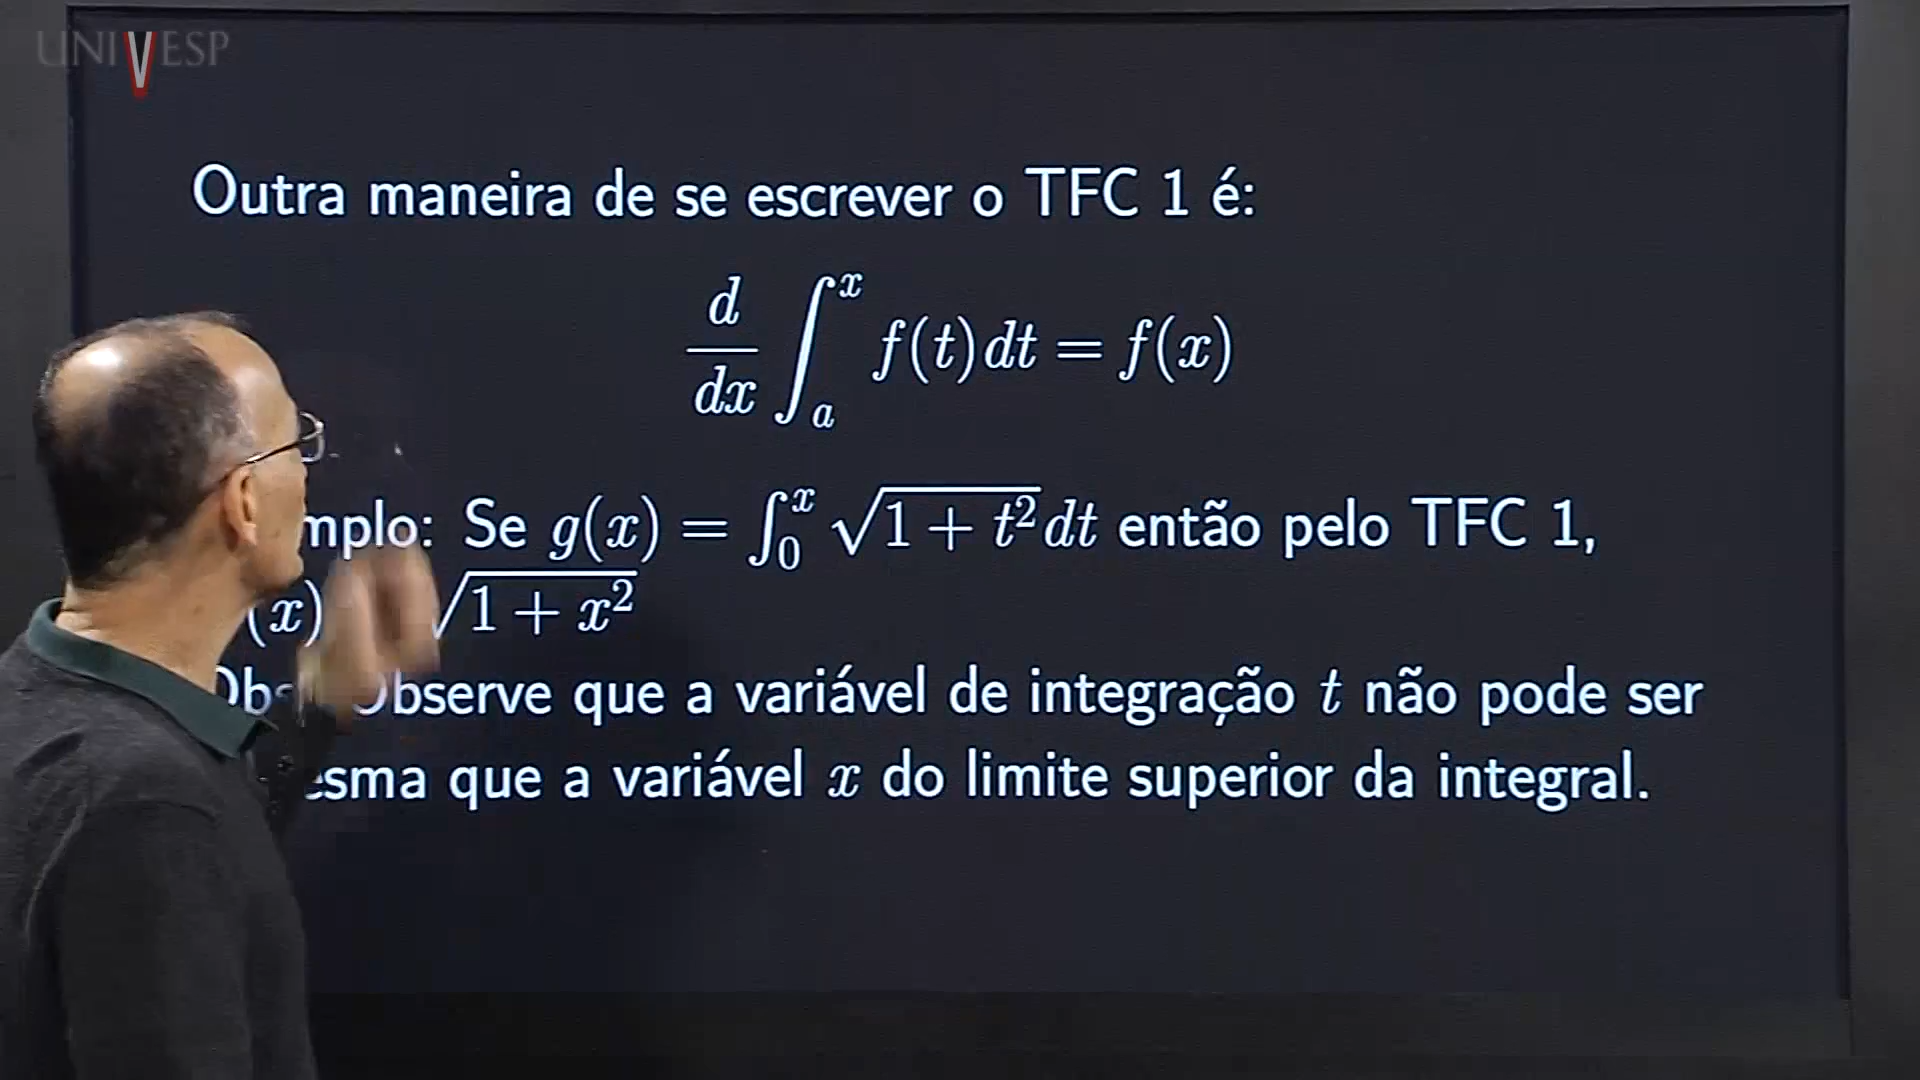 UNIVESP
Outra maneira de se escrever o TFC 1 é:
d/dx ∫_a^x f(t)dt = f(x)
mplo: Se g(x) = ∫_0^x √(1 + t²) dt então pelo TFC 1,
(x) √(1 + x²)
Observe que a variável de integração t não pode ser
esma que a variável x do limite superior da integral.